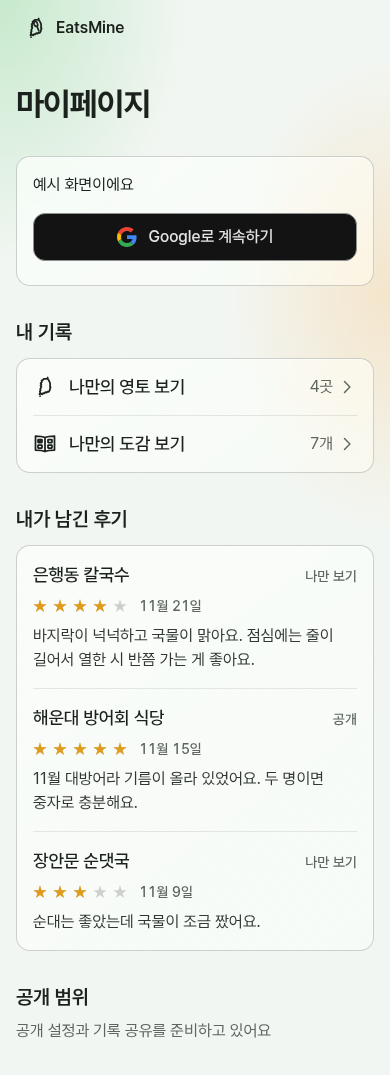 EatsMine
마이페이지
예시 화면이에요
Google로 계속하기
내 기록
나만의 영토 보기 4곳
나만의 도감 보기 7개
내가 남긴 후기
은행동 칼국수 나만 보기
★ ★ ★ ★ ★ 11월 21일
바지락이 넉넉하고 국물이 맑아요. 점심에는 줄이
길어서 열한 시 반쯤 가는 게 좋아요.
해운대 방어회 식당 공개
★ ★ ★ ★ ★ 11월 15일
11월 대방어라 기름이 올라 있었어요. 두 명이면
중자로 충분해요.
장안문 순댓국 나만 보기
★ ★ ★ ★ ★ 11월 9일
순대는 좋았는데 국물이 조금 짰어요.
공개 범위
공개 설정과 기록 공유를 준비하고 있어요